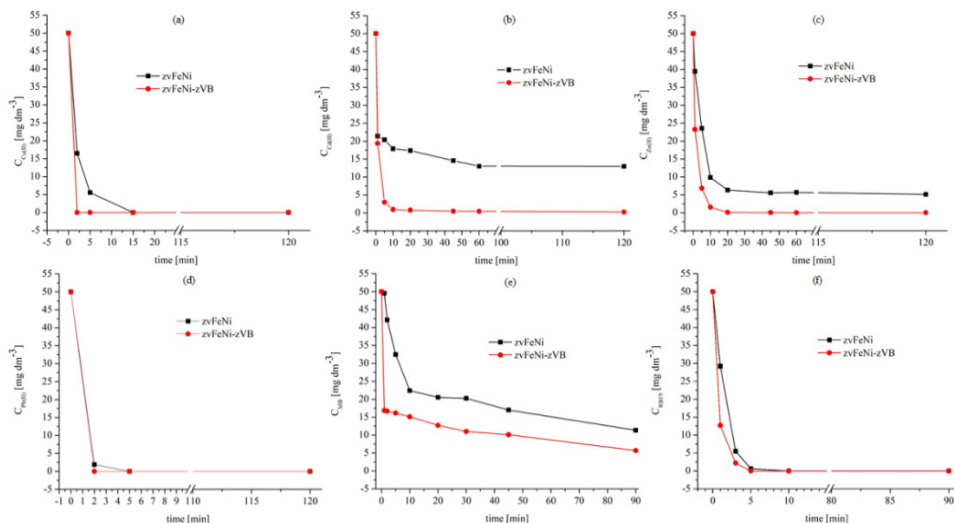 (a)
C Cu(II) [mg dm⁻³]
55
50
45
40
35
30
25
20
15
10
5
0
-5
zvFeNi
zvFeNi-zVB
-5 0 5 10 15 20 115 120
time [min]
(b)
C Cd(II) [mg dm⁻³]
55
50
45
40
35
30
25
20
15
10
5
0
-5
zvFeNi
zvFeNi-zVB
0 10 20 30 40 50 60 100 110 120
time [min]
(c)
C Zn(II) [mg dm⁻³]
55
50
45
40
35
30
25
20
15
10
5
0
-5
zvFeNi
zvFeNi-zVB
0 10 20 30 40 50 60 115 120
time [min]
(d)
C Pb(II) [mg dm⁻³]
55
50
45
40
35
30
25
20
15
10
5
0
-5
zvFeNi
zvFeNi-zVB
-1 0 1 2 3 4 5 6 7 8 9 110 120
time [min]
(e)
C MB [mg dm⁻³]
55
50
45
40
35
30
25
20
15
10
5
0
-5
zvFeNi
zvFeNi-zVB
0 10 20 30 40 50 60 70 80 90
time [min]
(f)
C RB19 [mg dm⁻³]
55
50
45
40
35
30
25
20
15
10
5
0
-5
zvFeNi
zvFeNi-zVB
0 5 10 80 85 90
time [min]